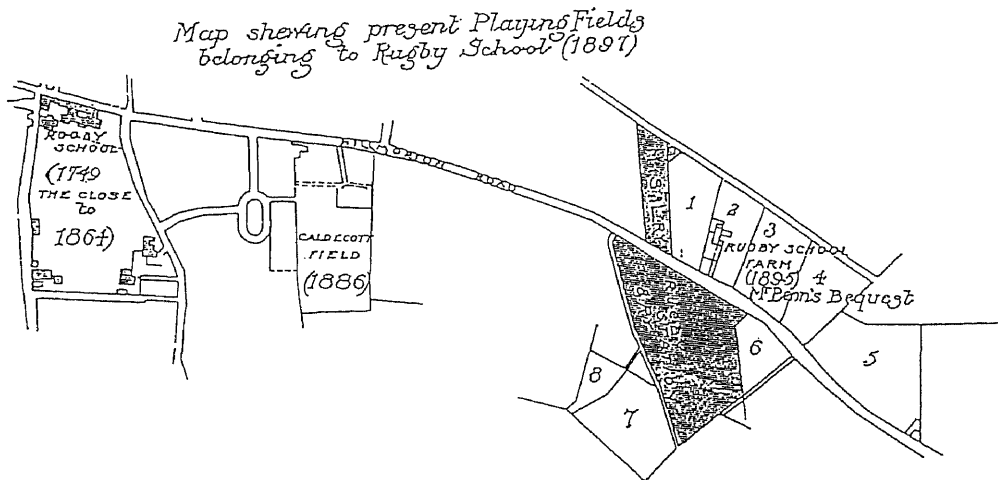 Map shewing present Playing Fields
belonging to Rugby School (1897)
RUGBY
SCHOOL
(1749
THE CLOSE
to
1864)
CALDECOTT
FIELD
(1886)
ROAD
1
2
3
RUGBY SCHOOL
FARM
(1895)
4
Mr Penn's Bequest
5
6
7
8